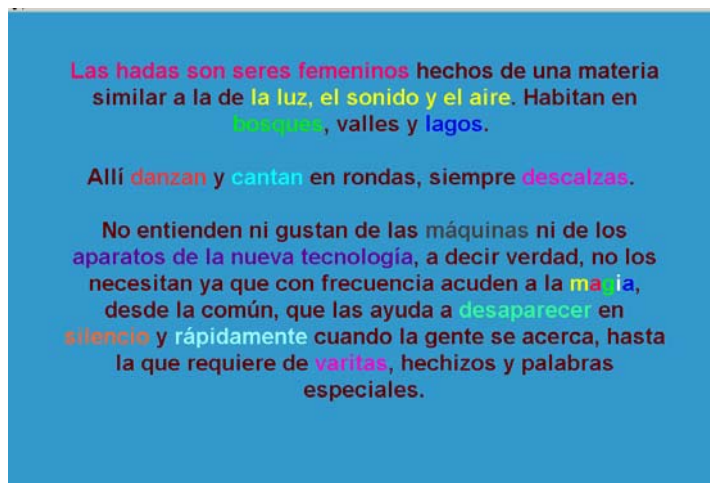 Las hadas son seres femeninos hechos de una materia
similar a la de la luz, el sonido y el aire. Habitan en
bosques, valles y lagos.
Allí danzan y cantan en rondas, siempre descalzas.
No entienden ni gustan de las máquinas ni de los
aparatos de la nueva tecnología, a decir verdad, no los
necesitan ya que con frecuencia acuden a la magia,
desde la común, que las ayuda a desaparecer en
silencio y rápidamente cuando la gente se acerca, hasta
la que requiere de varitas, hechizos y palabras
especiales.